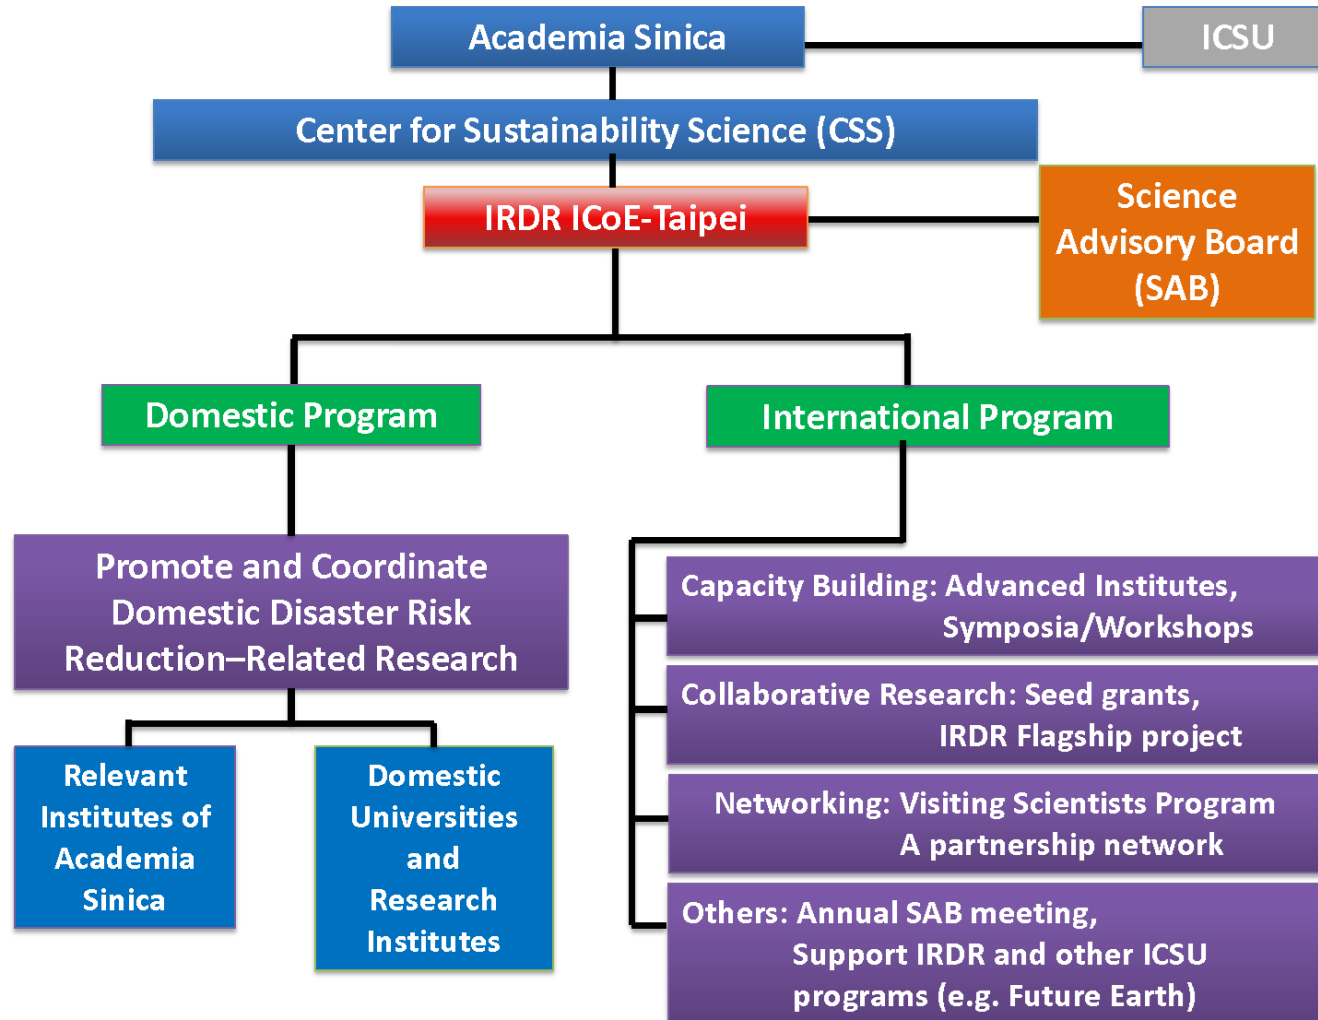 Academia Sinica
ICSU
Center for Sustainability Science (CSS)
IRDR ICoE-Taipei
Science
Advisory Board
(SAB)
Domestic Program
International Program
Promote and Coordinate
Domestic Disaster Risk
Reduction–Related Research
Relevant
Institutes of
Academia
Sinica
Domestic
Universities
and
Research
Institutes
Capacity Building: Advanced Institutes,
Symposia/Workshops
Collaborative Research: Seed grants,
IRDR Flagship project
Networking: Visiting Scientists Program
A partnership network
Others: Annual SAB meeting,
Support IRDR and other ICSU
programs (e.g. Future Earth)